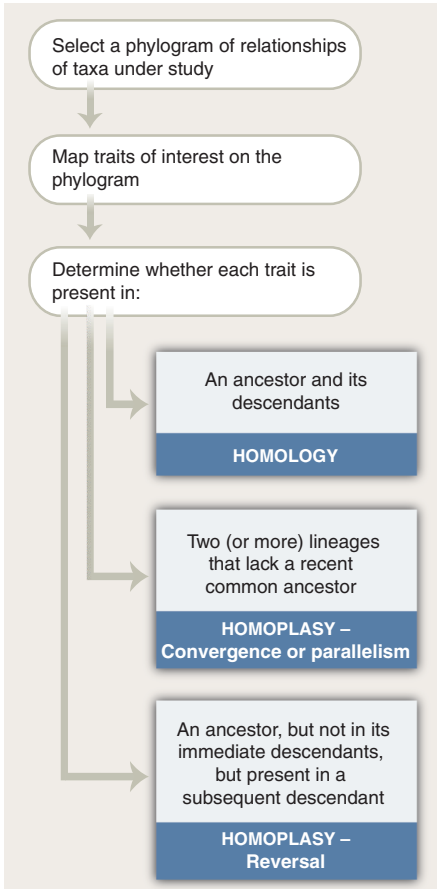 Select a phylogram of relationships
of taxa under study
Map traits of interest on the
phylogram
Determine whether each trait is
present in:
An ancestor and its
descendants
HOMOLOGY
Two (or more) lineages
that lack a recent
common ancestor
HOMOPLASY –
Convergence or parallelism
An ancestor, but not in its
immediate descendants,
but present in a
subsequent descendant
HOMOPLASY –
Reversal